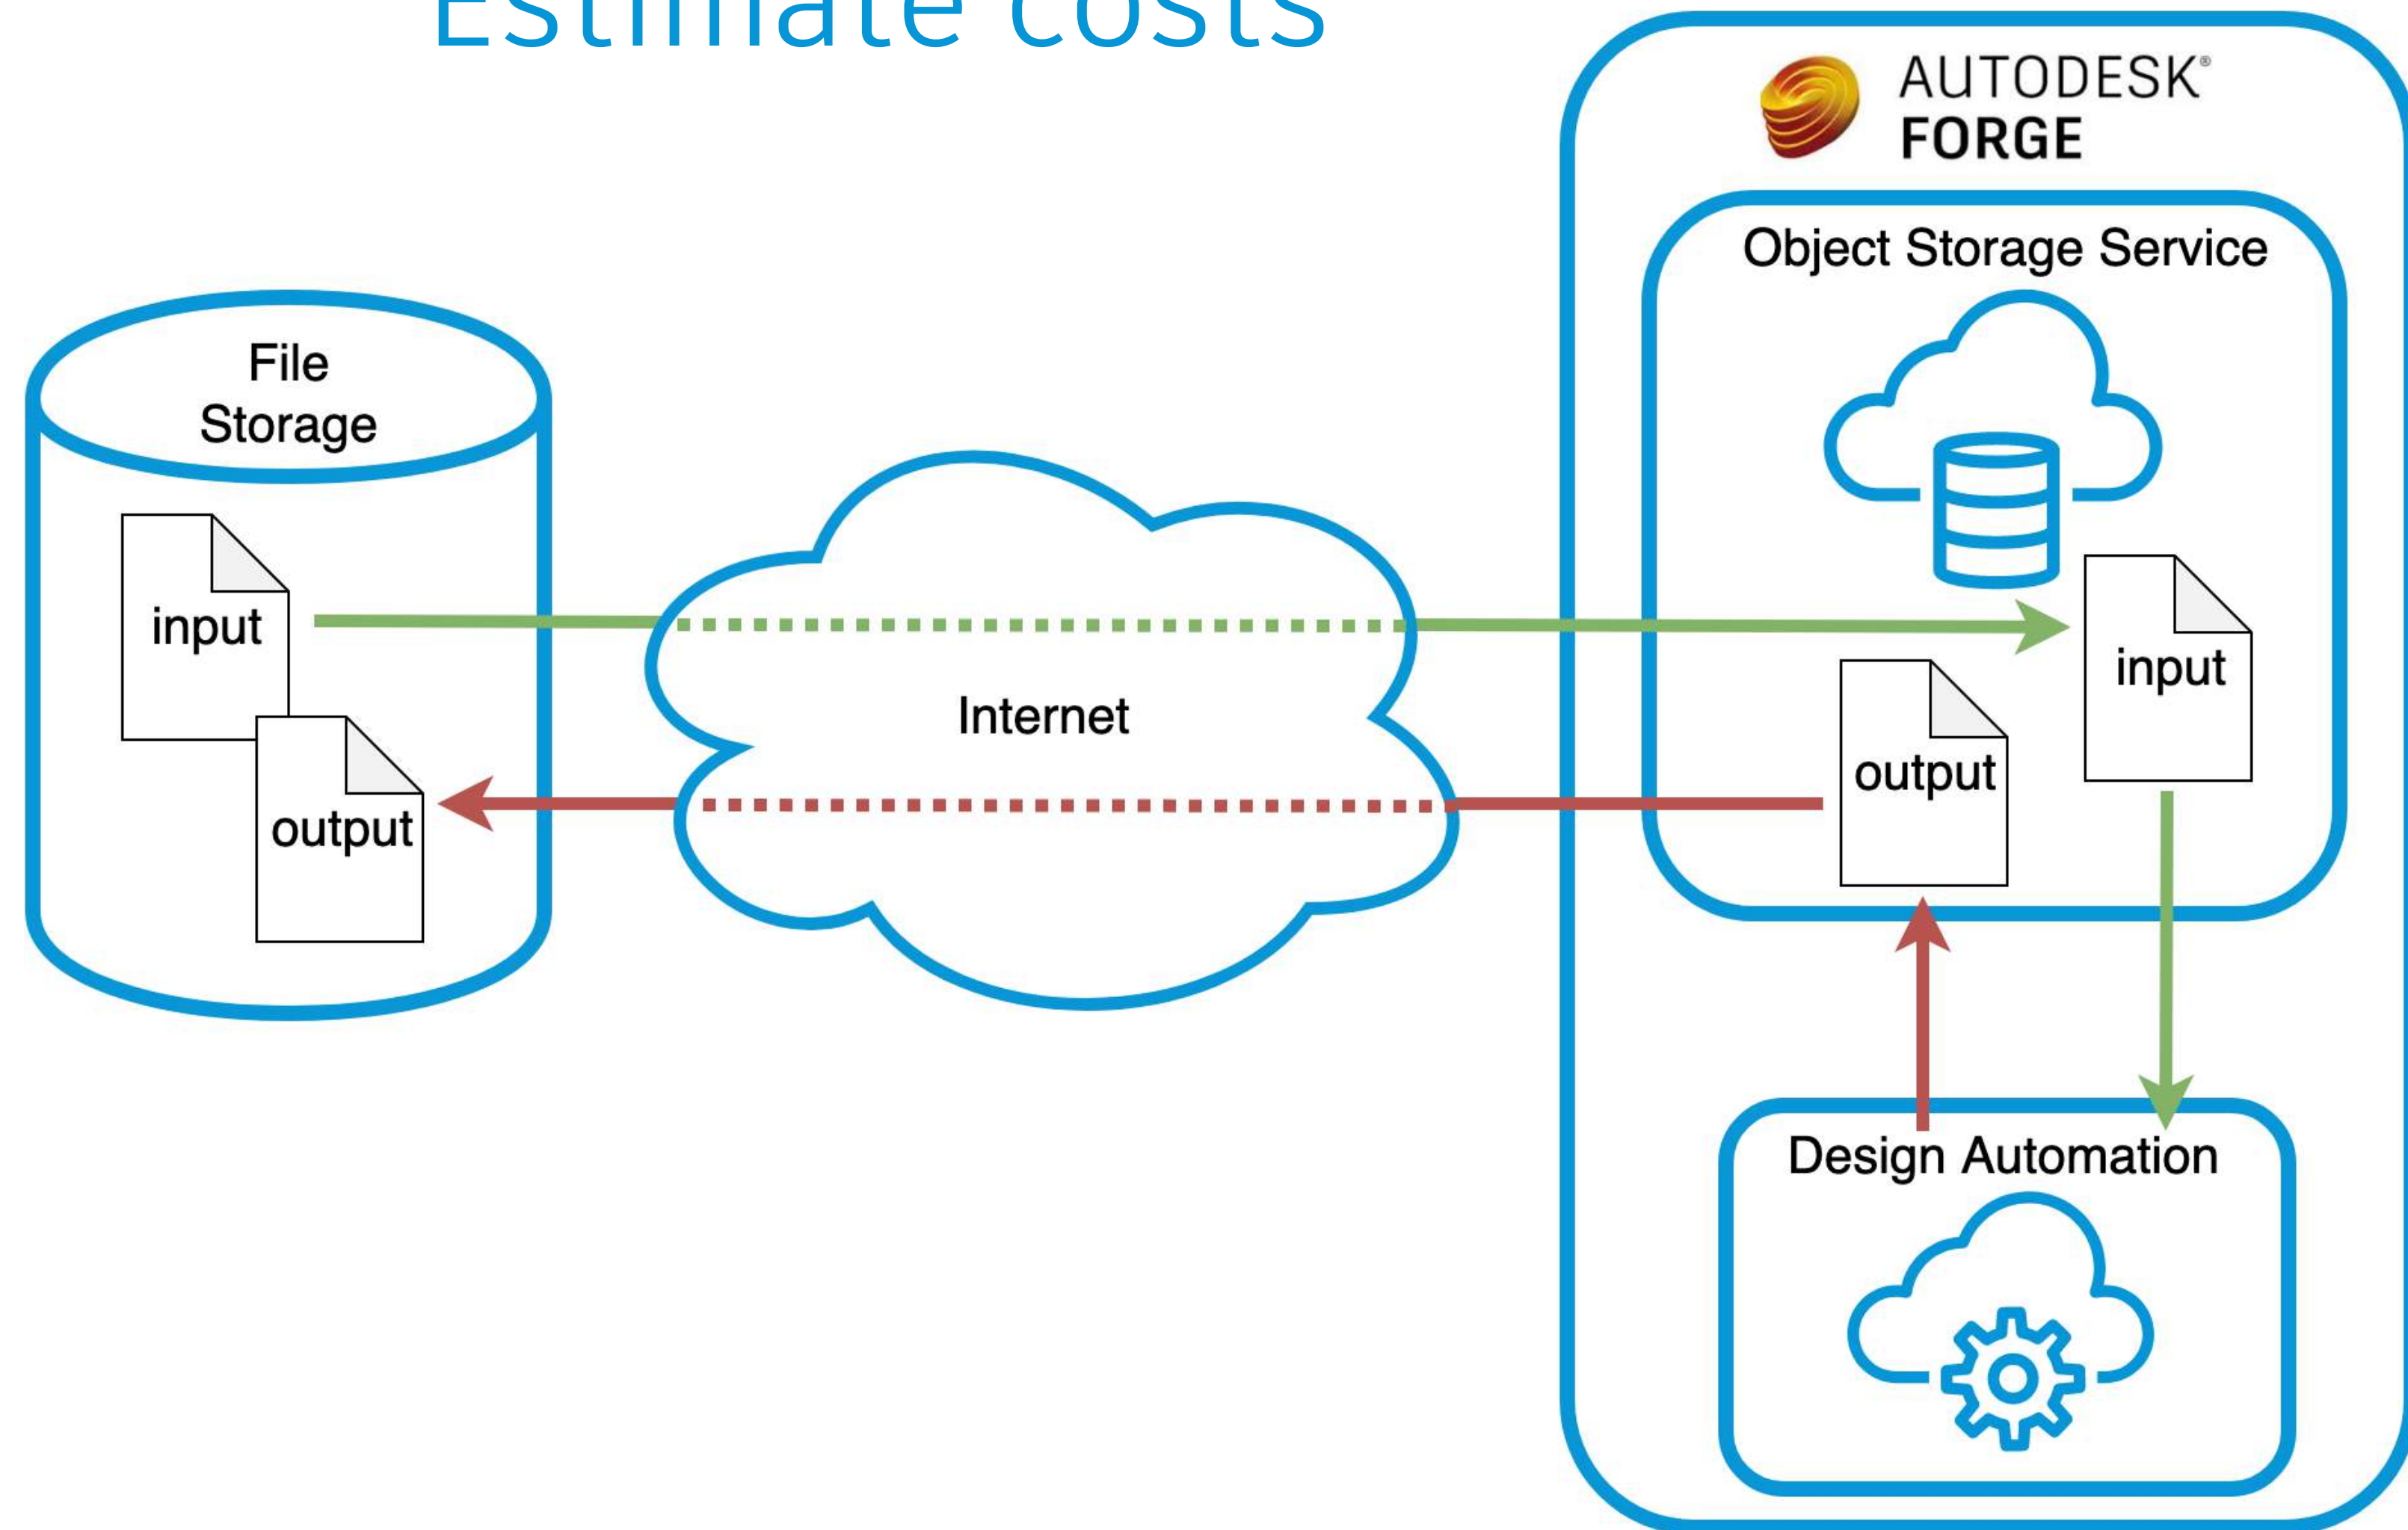 Estimate costs
AUTODESK®
FORGE
Object Storage Service
File
Storage
input
output
Internet
input
output
Design Automation